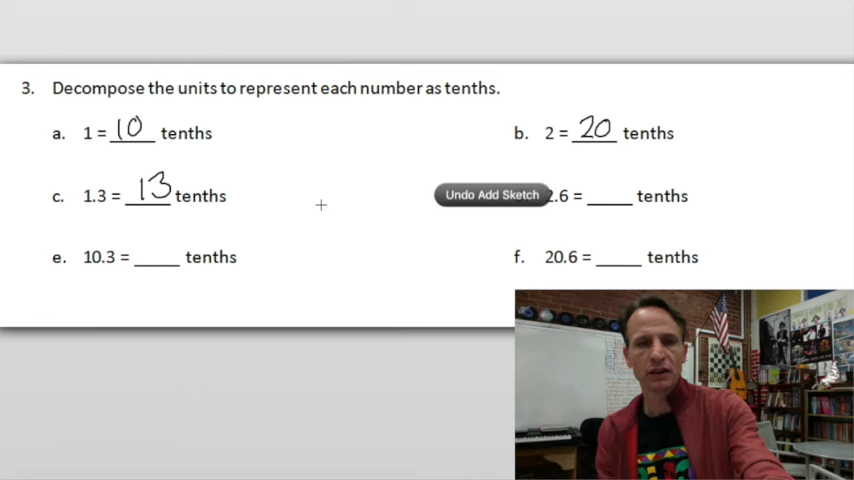 3. Decompose the units to represent each number as tenths.
a. 1 = 10 tenths
b. 2 = 20 tenths
c. 1.3 = 13 tenths
Undo Add Sketch
2.6 = _____ tenths
e. 10.3 = _____ tenths
f. 20.6 = _____ tenths